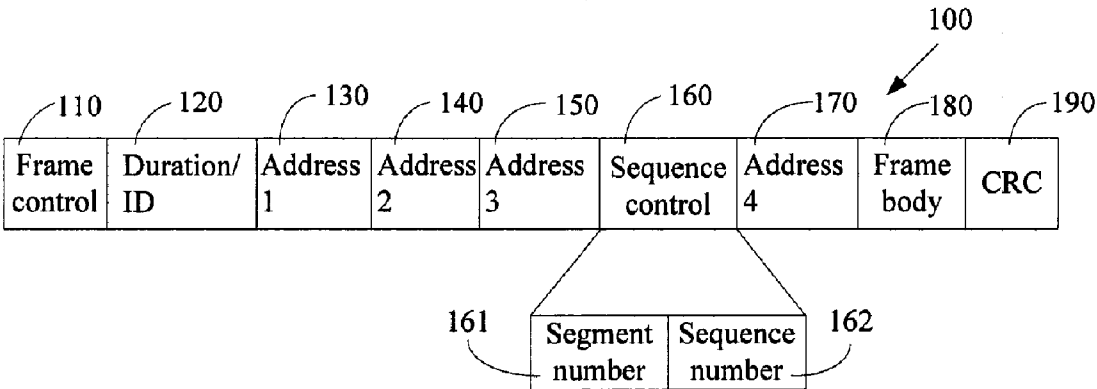 100
110
120
130
140
150
160
170
180
190
Frame control
Duration/ ID
Address 1
Address 2
Address 3
Sequence control
Address 4
Frame body
CRC
161
Segment number
Sequence number
162